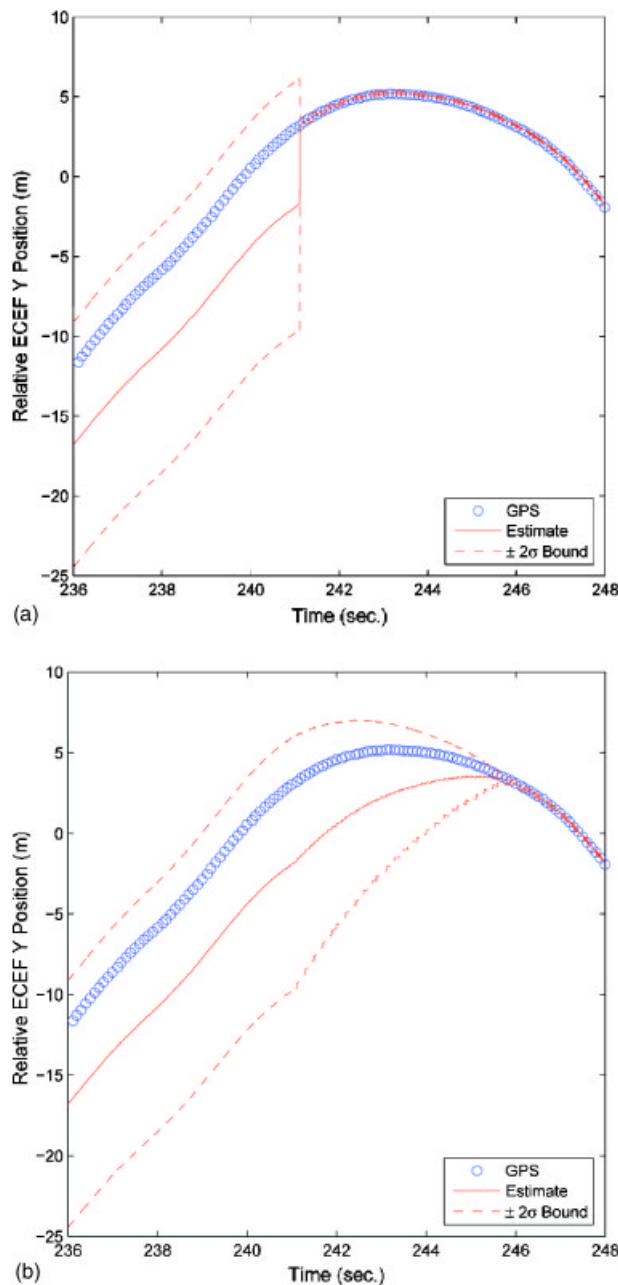 10
5
0
−5
−10
−15
−20
−25
Relative ECEF Y Position (m)
GPS
Estimate
± 2σ Bound
236 238 240 242 244 246 248
Time (sec.)
(a)
10
5
0
−5
−10
−15
−20
−25
Relative ECEF Y Position (m)
GPS
Estimate
± 2σ Bound
236 238 240 242 244 246 248
Time (sec.)
(b)